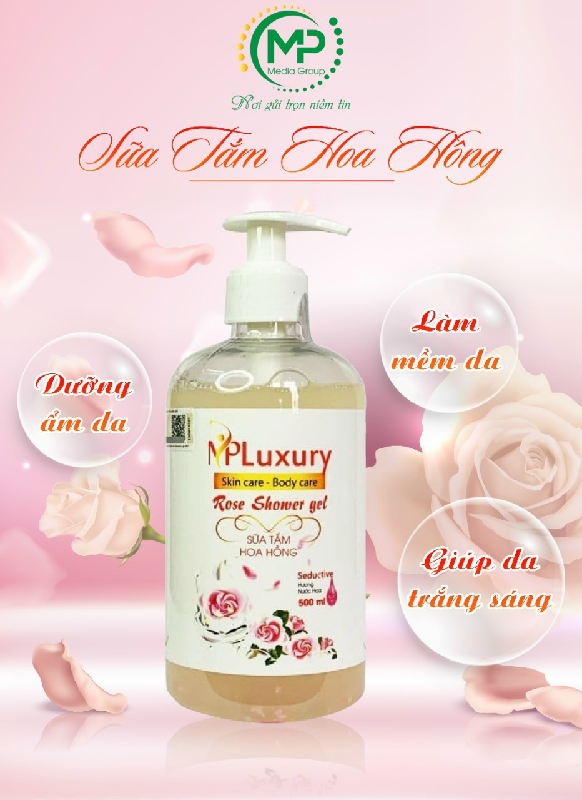 MP
Media Group
Nơi gửi trọn niềm tin
Sữa Tắm Hoa Hồng
Làm
mềm da
Dưỡng
ẩm da
MPLuxury
Skin care - Body care
Rose Shower gel
SỮA TẮM
HOA HỒNG
Seductive
Hương
Nước Hoa
500 ml
Giúp da
trắng sáng